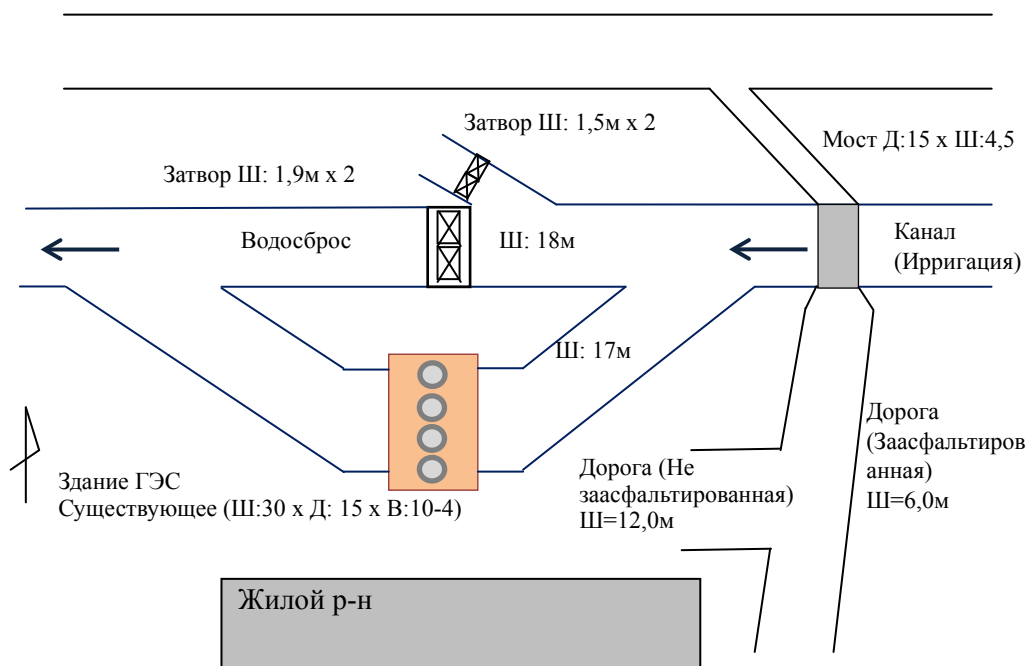 Затвор Ш: 1,5м x 2
Мост Д:15 x Ш:4,5
Затвор Ш: 1,9м x 2
Водосброс
Ш: 18м
Канал
(Ирригация)
Ш: 17м
Дорога
(Заасфальтиров
анная)
Ш=6,0м
Дорога (Не
заасфальтированная)
Ш=12,0м
Здание ГЭС
Существующее (Ш:30 x Д: 15 x В:10-4)
Жилой р-н